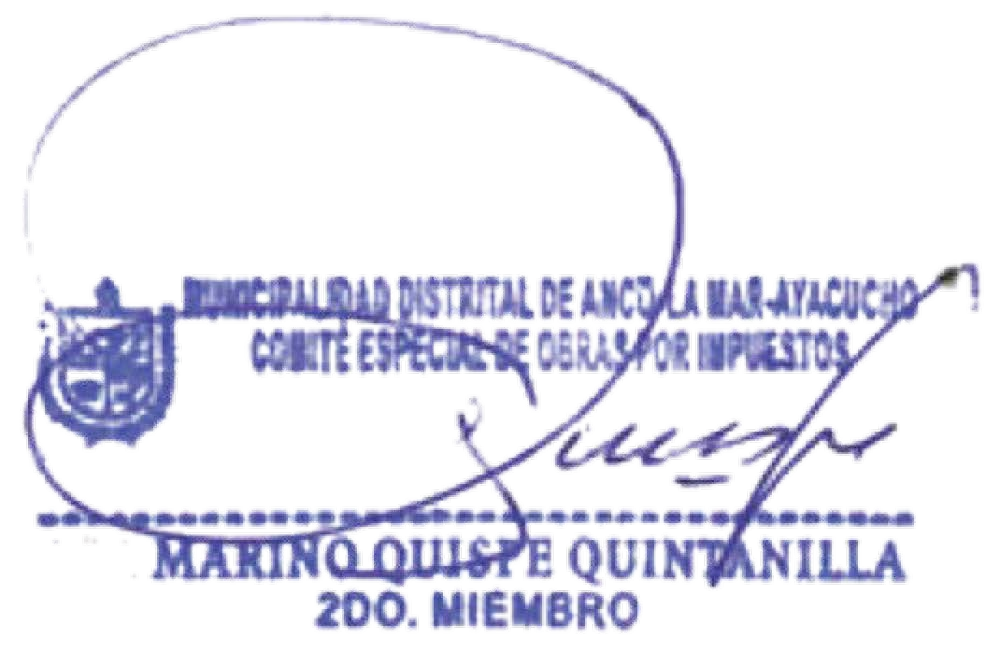 MUNICIPALIDAD DISTRITAL DE ANCO-LA MAR-AYACUCHO
COMITÉ ESPECIAL DE OBRAS POR IMPUESTOS
MARINO QUISPE QUINTANILLA
2DO. MIEMBRO